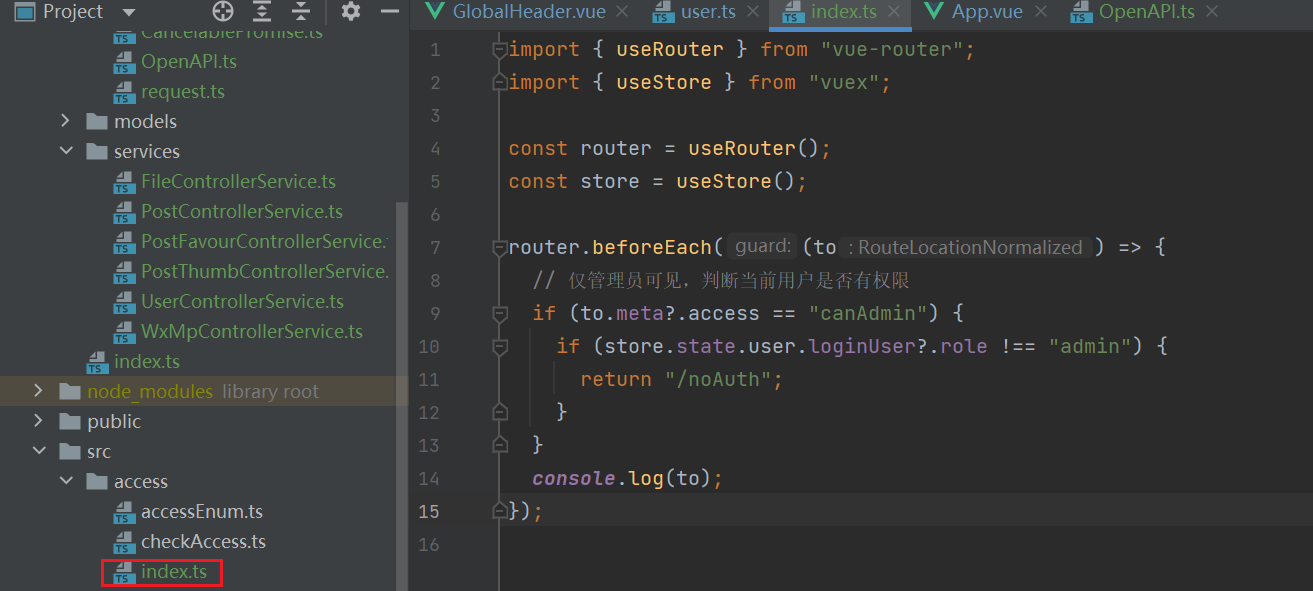 Project
CancelablePromise.ts
OpenAPI.ts
request.ts
models
services
FileControllerService.ts
PostControllerService.ts
PostFavourControllerService.
PostThumbControllerService.
UserControllerService.ts
WxMpControllerService.ts
index.ts
node_modules library root
public
src
access
accessEnum.ts
checkAccess.ts
index.ts
GlobalHeader.vue user.ts index.ts App.vue OpenAPI.ts
1 import { useRouter } from "vue-router";
2 import { useStore } from "vuex";
3
4 const router = useRouter();
5 const store = useStore();
6
7 router.beforeEach( guard: (to : RouteLocationNormalized ) => {
8 // 仅管理员可见，判断当前用户是否有权限
9 if (to.meta?.access == "canAdmin") {
10 if (store.state.user.loginUser?.role !== "admin") {
11 return "/noAuth";
12 }
13 }
14 console.log(to);
15 });
16